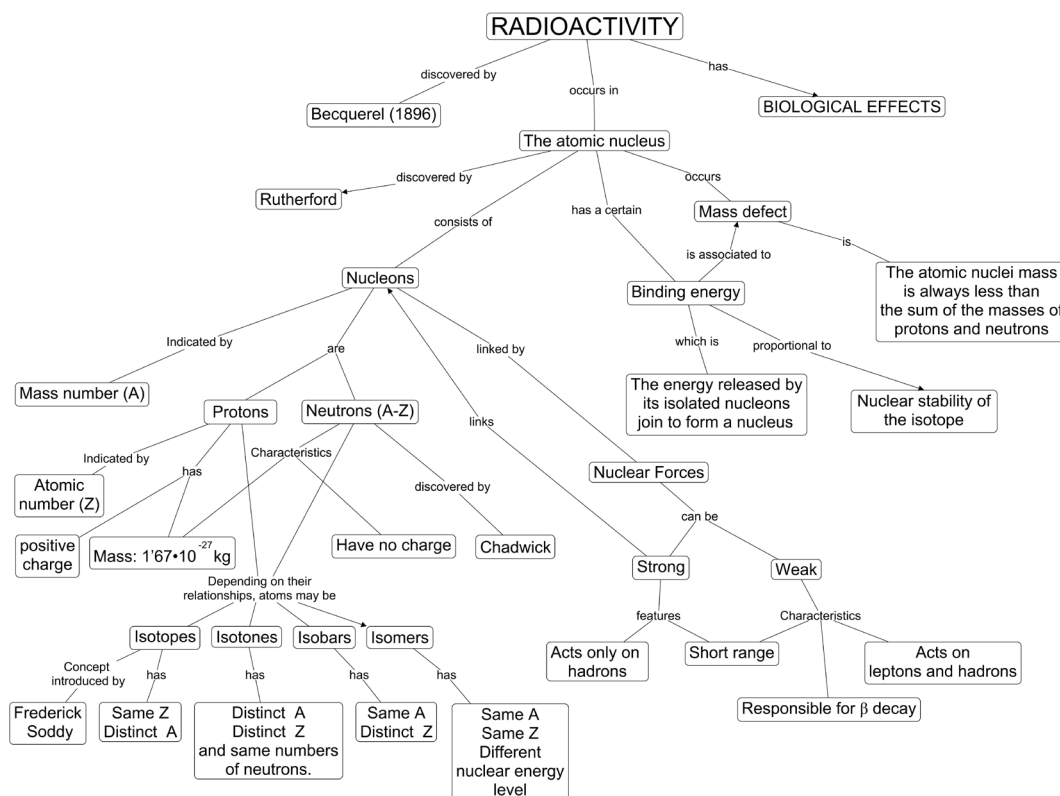 RADIOACTIVITY
discovered by
has
occurs in
Becquerel (1896)
BIOLOGICAL EFFECTS
The atomic nucleus
discovered by
occurs
Rutherford
consists of
has a certain
Mass defect
is
is associated to
Nucleons
Binding energy
The atomic nuclei mass
is always less than
the sum of the masses of
protons and neutrons
Indicated by
are
linked by
which is
proportional to
Mass number (A)
Protons
Neutrons (A-Z)
links
The energy released by
its isolated nucleons
join to form a nucleus
Nuclear stability of
the isotope
Indicated by
has
Characteristics
discovered by
Nuclear Forces
Atomic
number (Z)
can be
positive
charge
Mass: 1'67•10⁻²⁷ kg
Have no charge
Chadwick
Strong
Weak
Depending on their
relationships, atoms may be
features
Characteristics
Isotopes
Isotones
Isobars
Isomers
Acts only on
hadrons
Short range
Acts on
leptons and hadrons
Concept
introduced by
has
has
has
has
Responsible for β decay
Frederick
Soddy
Same Z
Distinct A
Distinct A
Distinct Z
and same numbers
of neutrons.
Same A
Distinct Z
Same A
Same Z
Different
nuclear energy
level